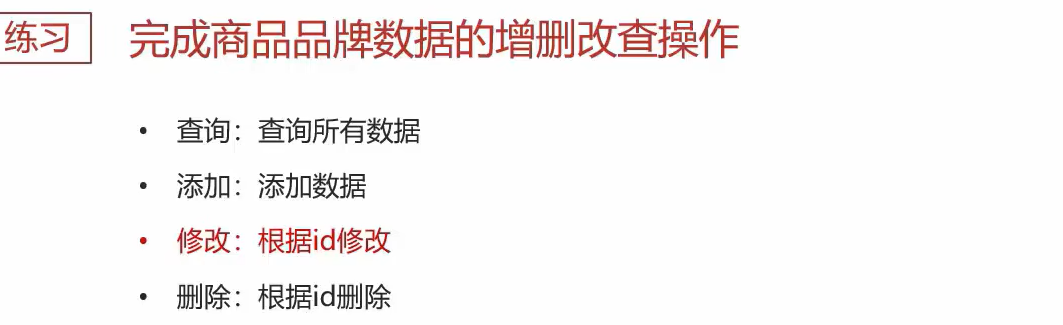 练习
完成商品品牌数据的增删改查操作
• 查询：查询所有数据
• 添加：添加数据
• 修改：根据id修改
• 删除：根据id删除